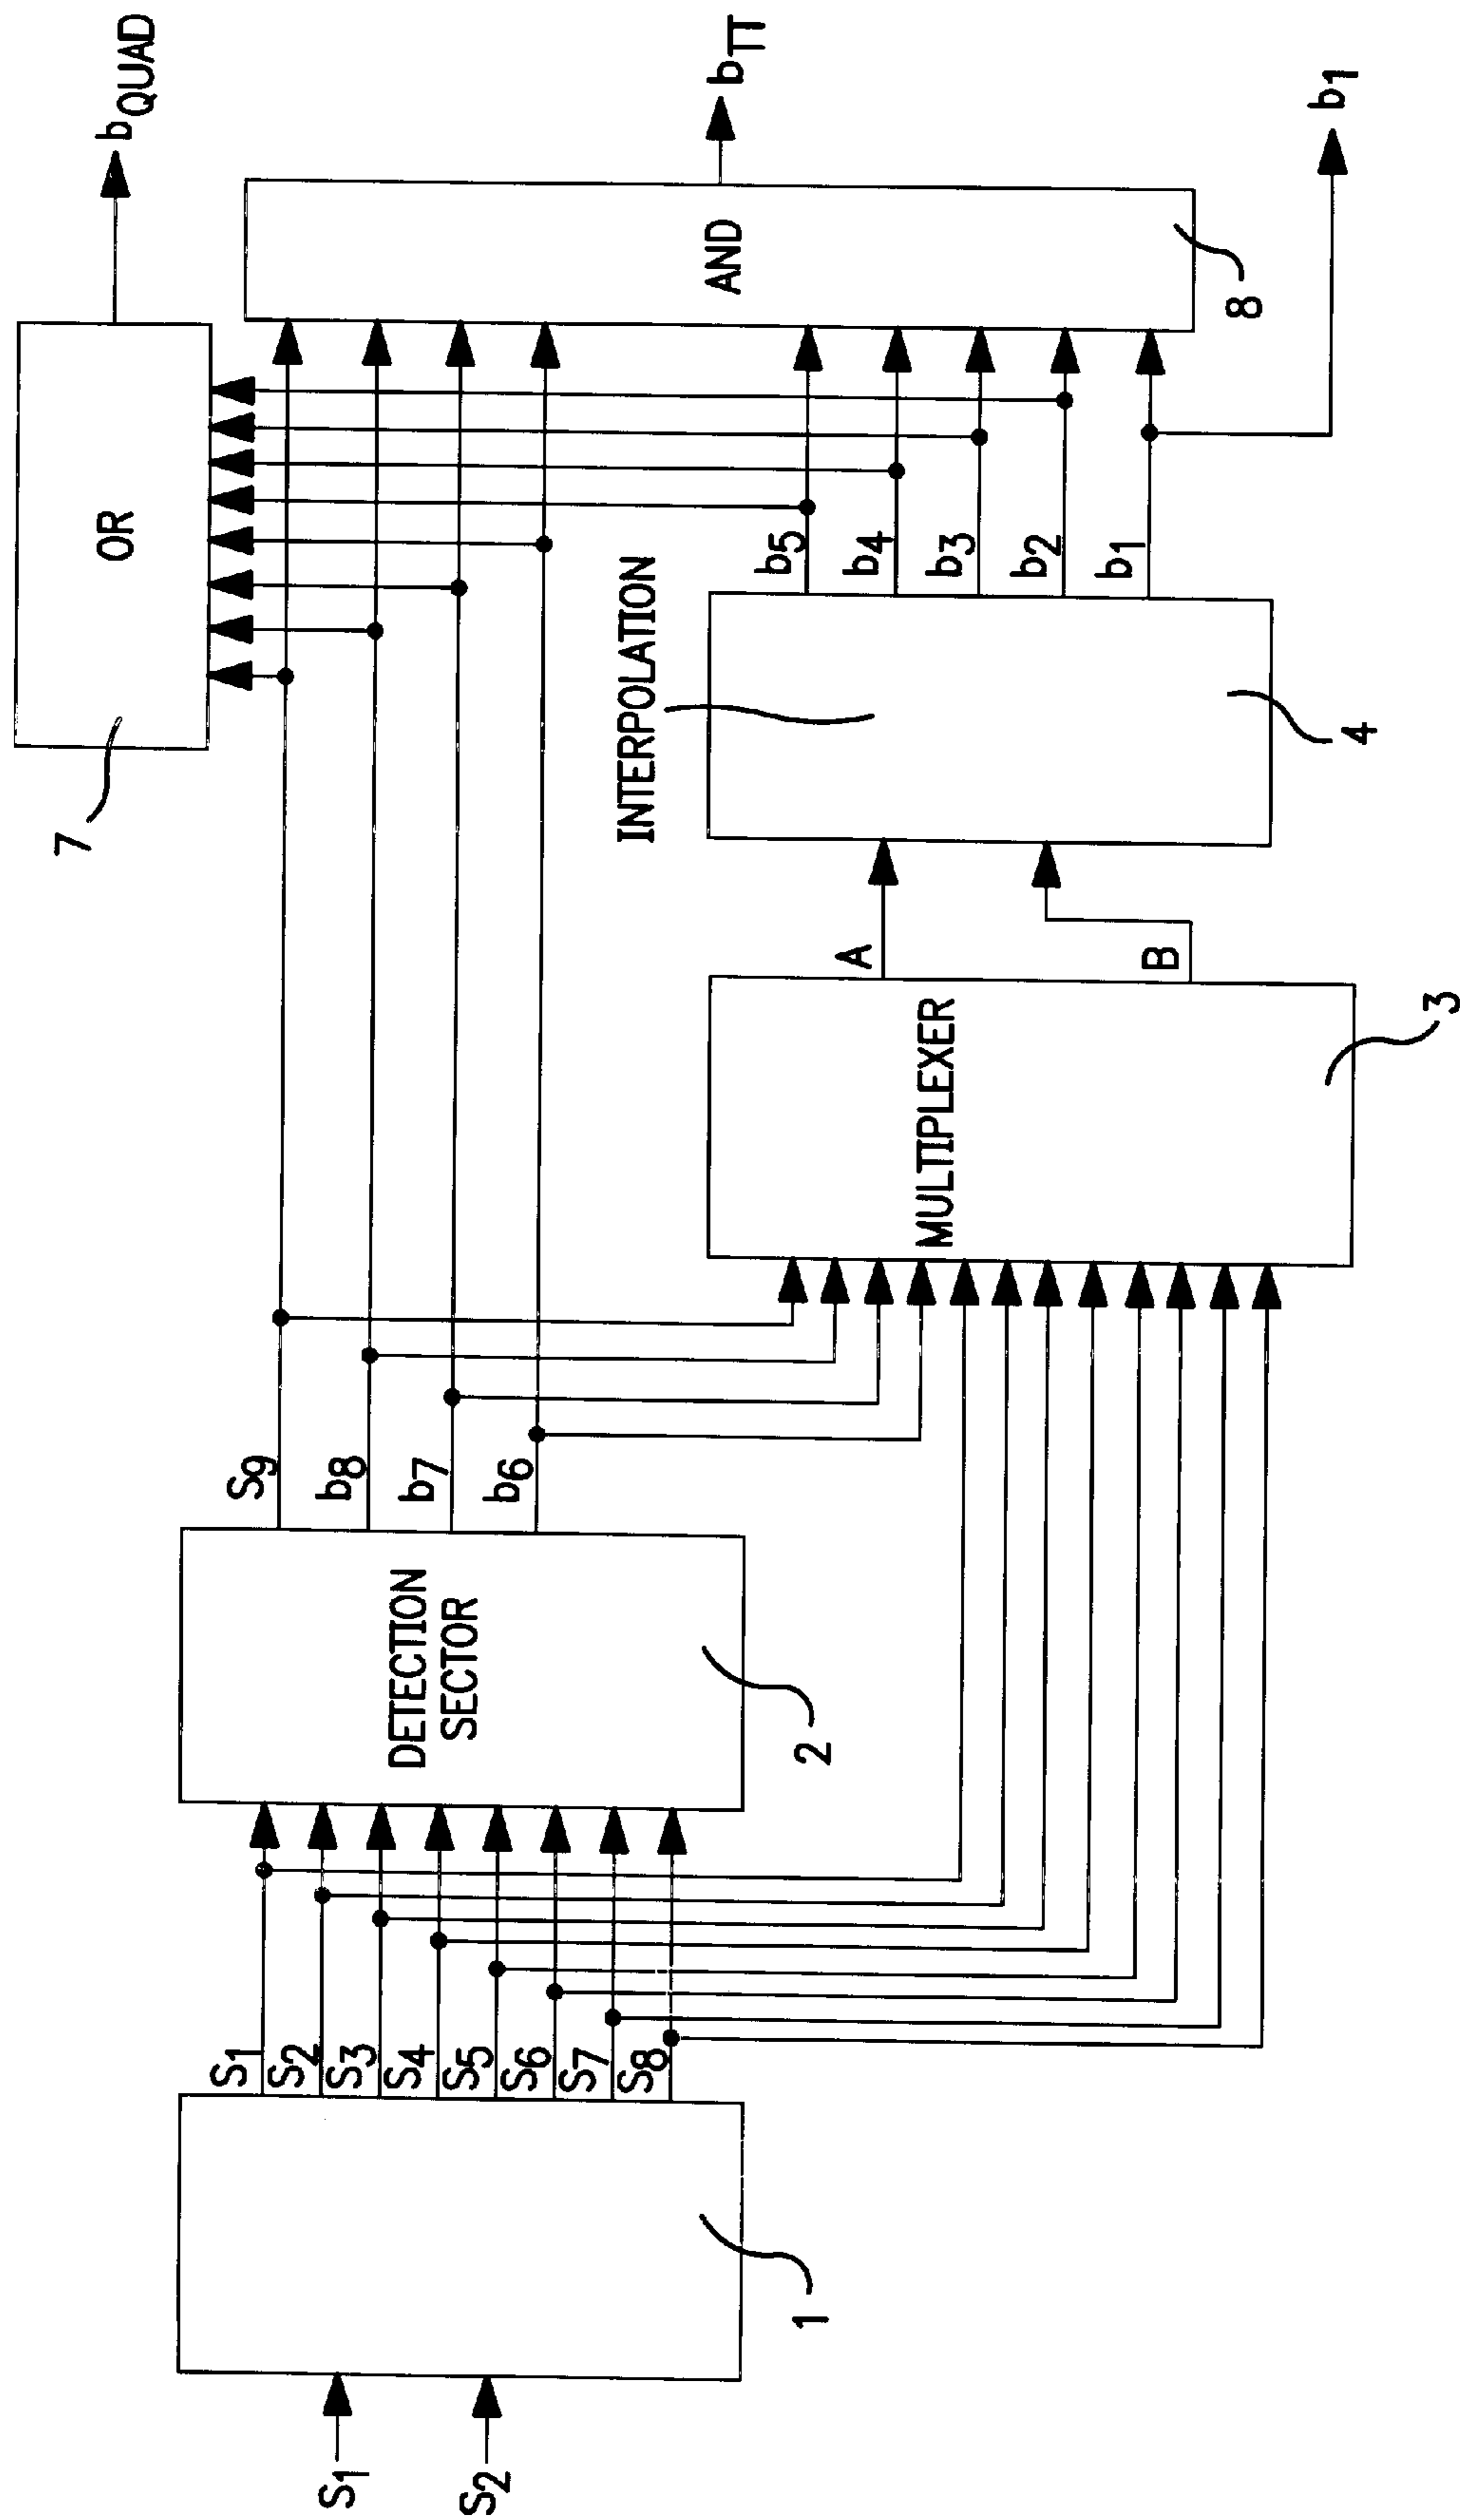 S1
S2
1
S1
S2
S3
S4
S5
S6
S7
S8
DETECTION
SECTOR
2
S9
b8
b7
b6
MULTIPLEXER
3
A
B
INTERPOLATION
4
b5
b4
b3
b2
b1
OR
7
AND
8
bQUAD
bTT
b1